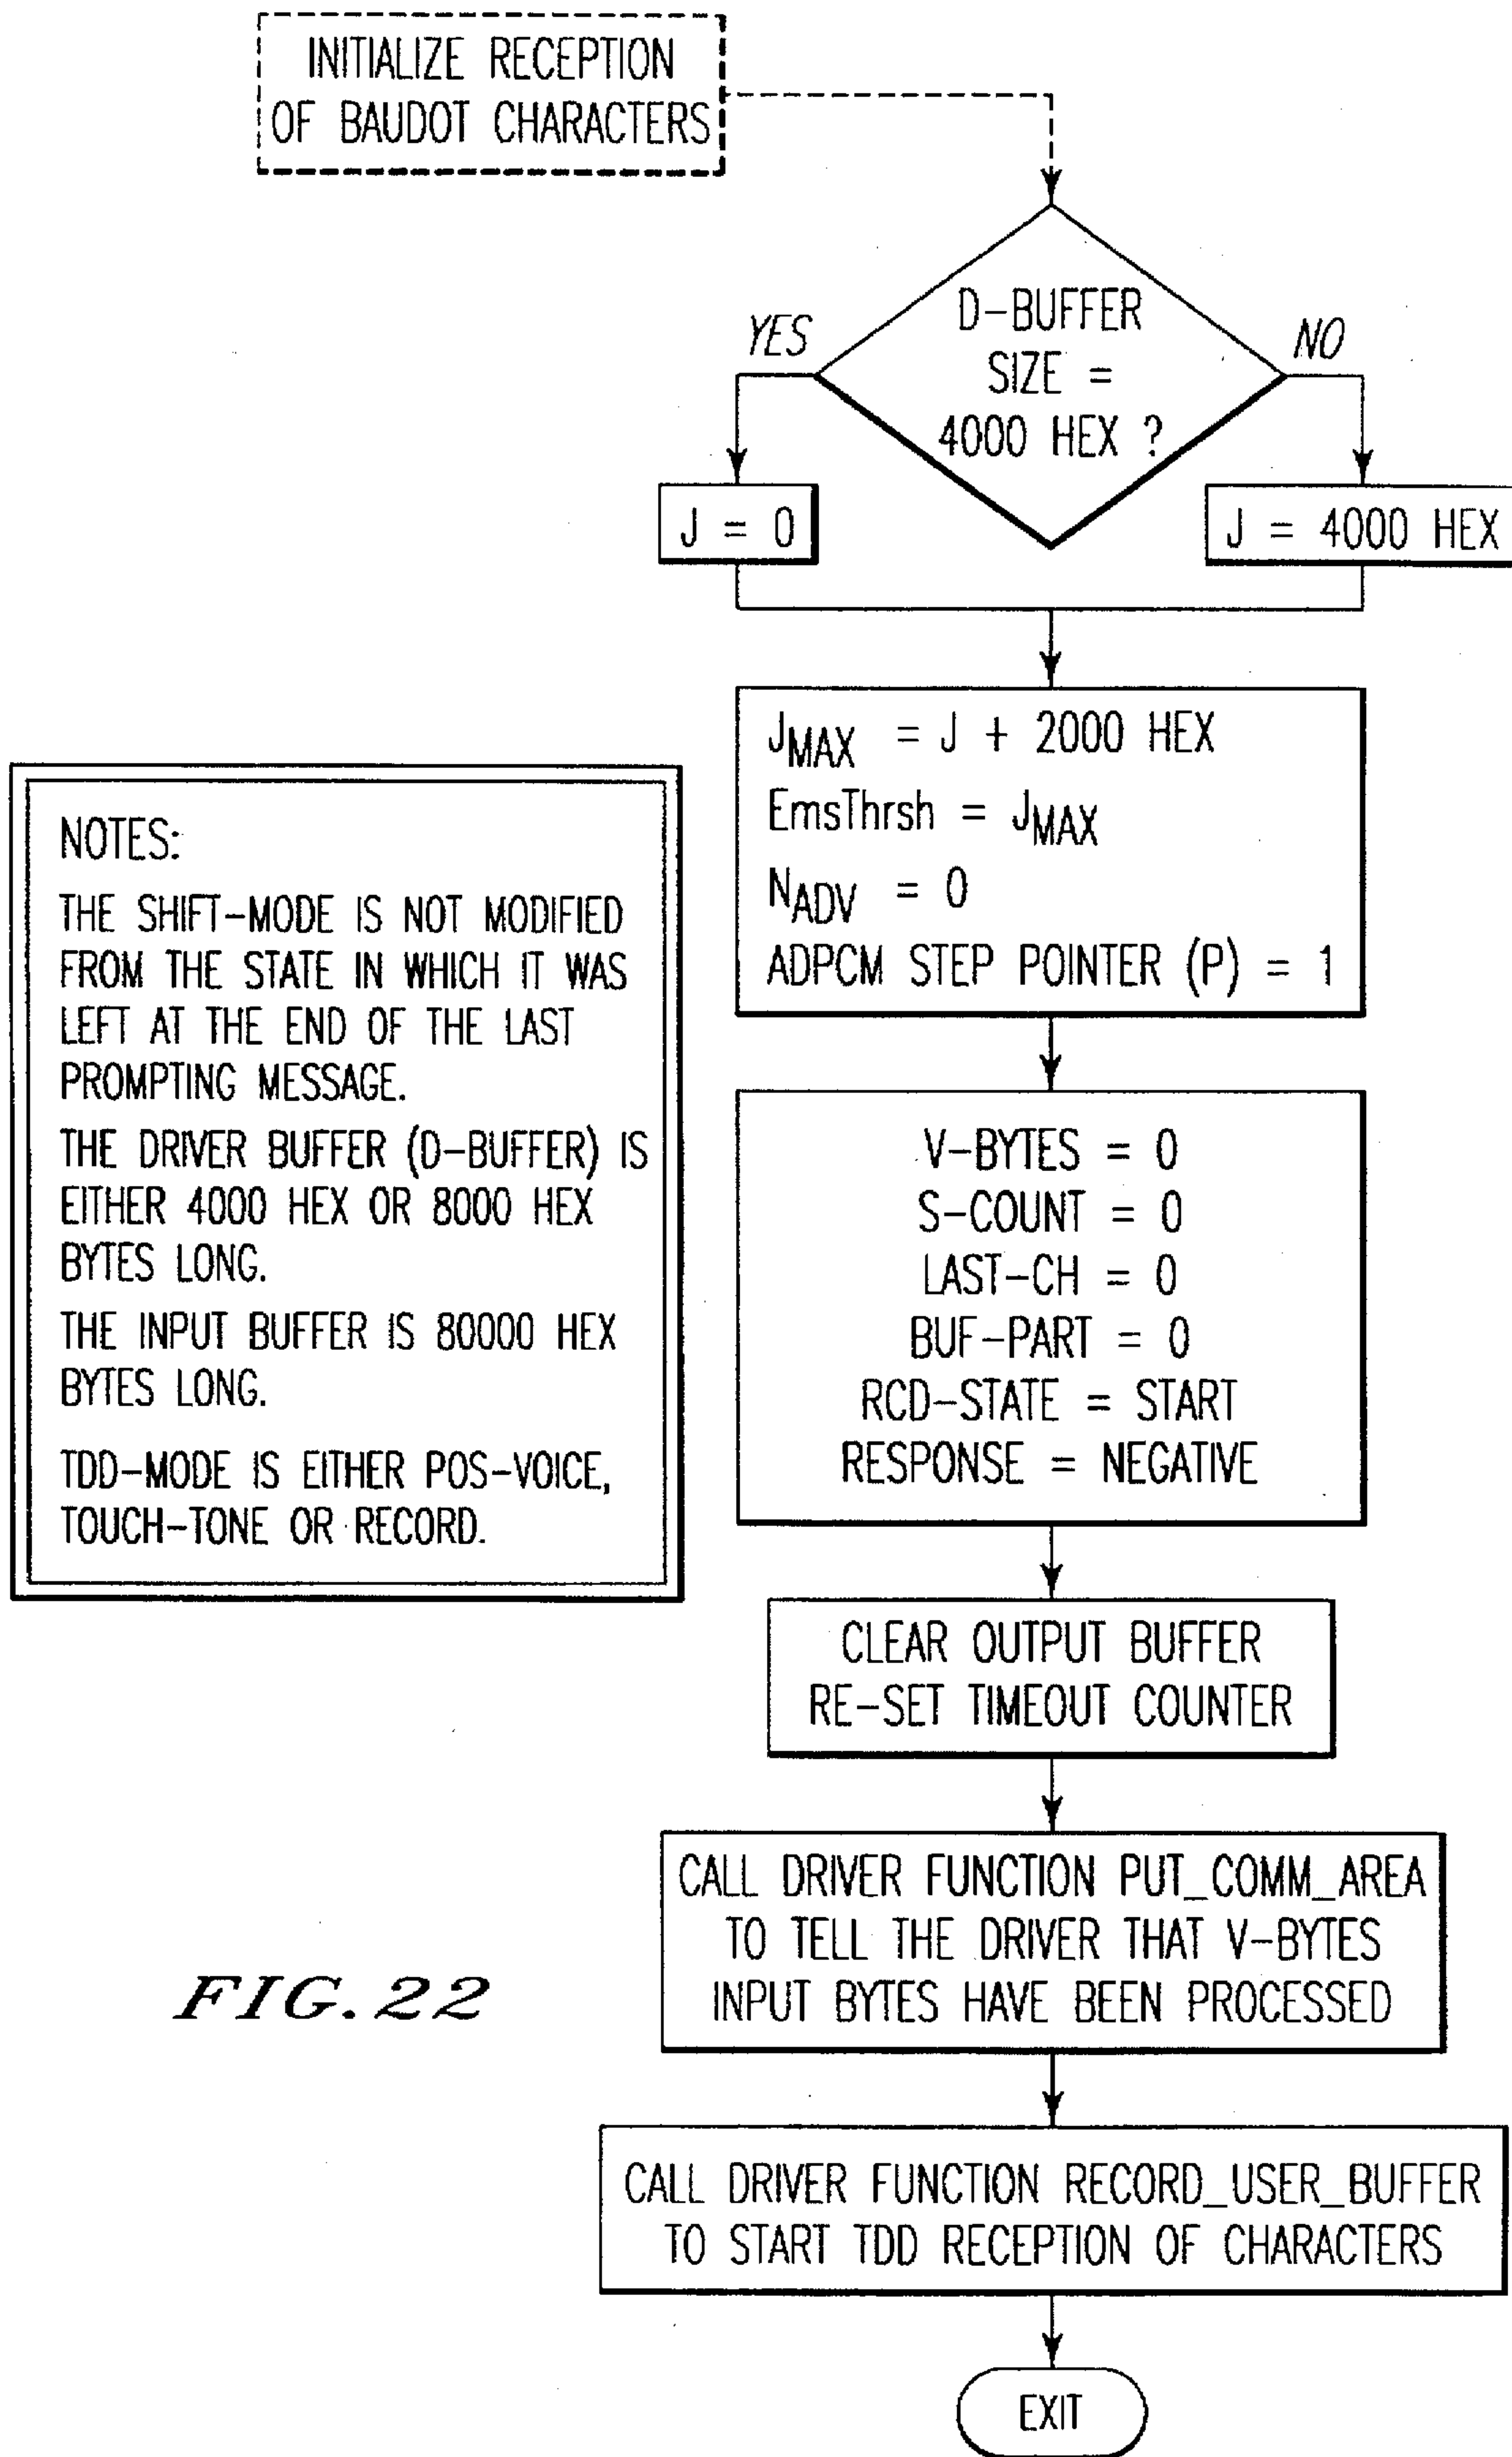 INITIALIZE RECEPTION
OF BAUDOT CHARACTERS
D-BUFFER
SIZE =
4000 HEX ?
YES
NO
J = 0
J = 4000 HEX
JMAX = J + 2000 HEX
EmsThrsh = JMAX
NADV = 0
ADPCM STEP POINTER (P) = 1
NOTES:
THE SHIFT-MODE IS NOT MODIFIED
FROM THE STATE IN WHICH IT WAS
LEFT AT THE END OF THE LAST
PROMPTING MESSAGE.
THE DRIVER BUFFER (D-BUFFER) IS
EITHER 4000 HEX OR 8000 HEX
BYTES LONG.
THE INPUT BUFFER IS 80000 HEX
BYTES LONG.
TDD-MODE IS EITHER POS-VOICE,
TOUCH-TONE OR RECORD.
V-BYTES = 0
S-COUNT = 0
LAST-CH = 0
BUF-PART = 0
RCD-STATE = START
RESPONSE = NEGATIVE
CLEAR OUTPUT BUFFER
RE-SET TIMEOUT COUNTER
CALL DRIVER FUNCTION PUT_COMM_AREA
TO TELL THE DRIVER THAT V-BYTES
INPUT BYTES HAVE BEEN PROCESSED
FIG.22
CALL DRIVER FUNCTION RECORD_USER_BUFFER
TO START TDD RECEPTION OF CHARACTERS
EXIT